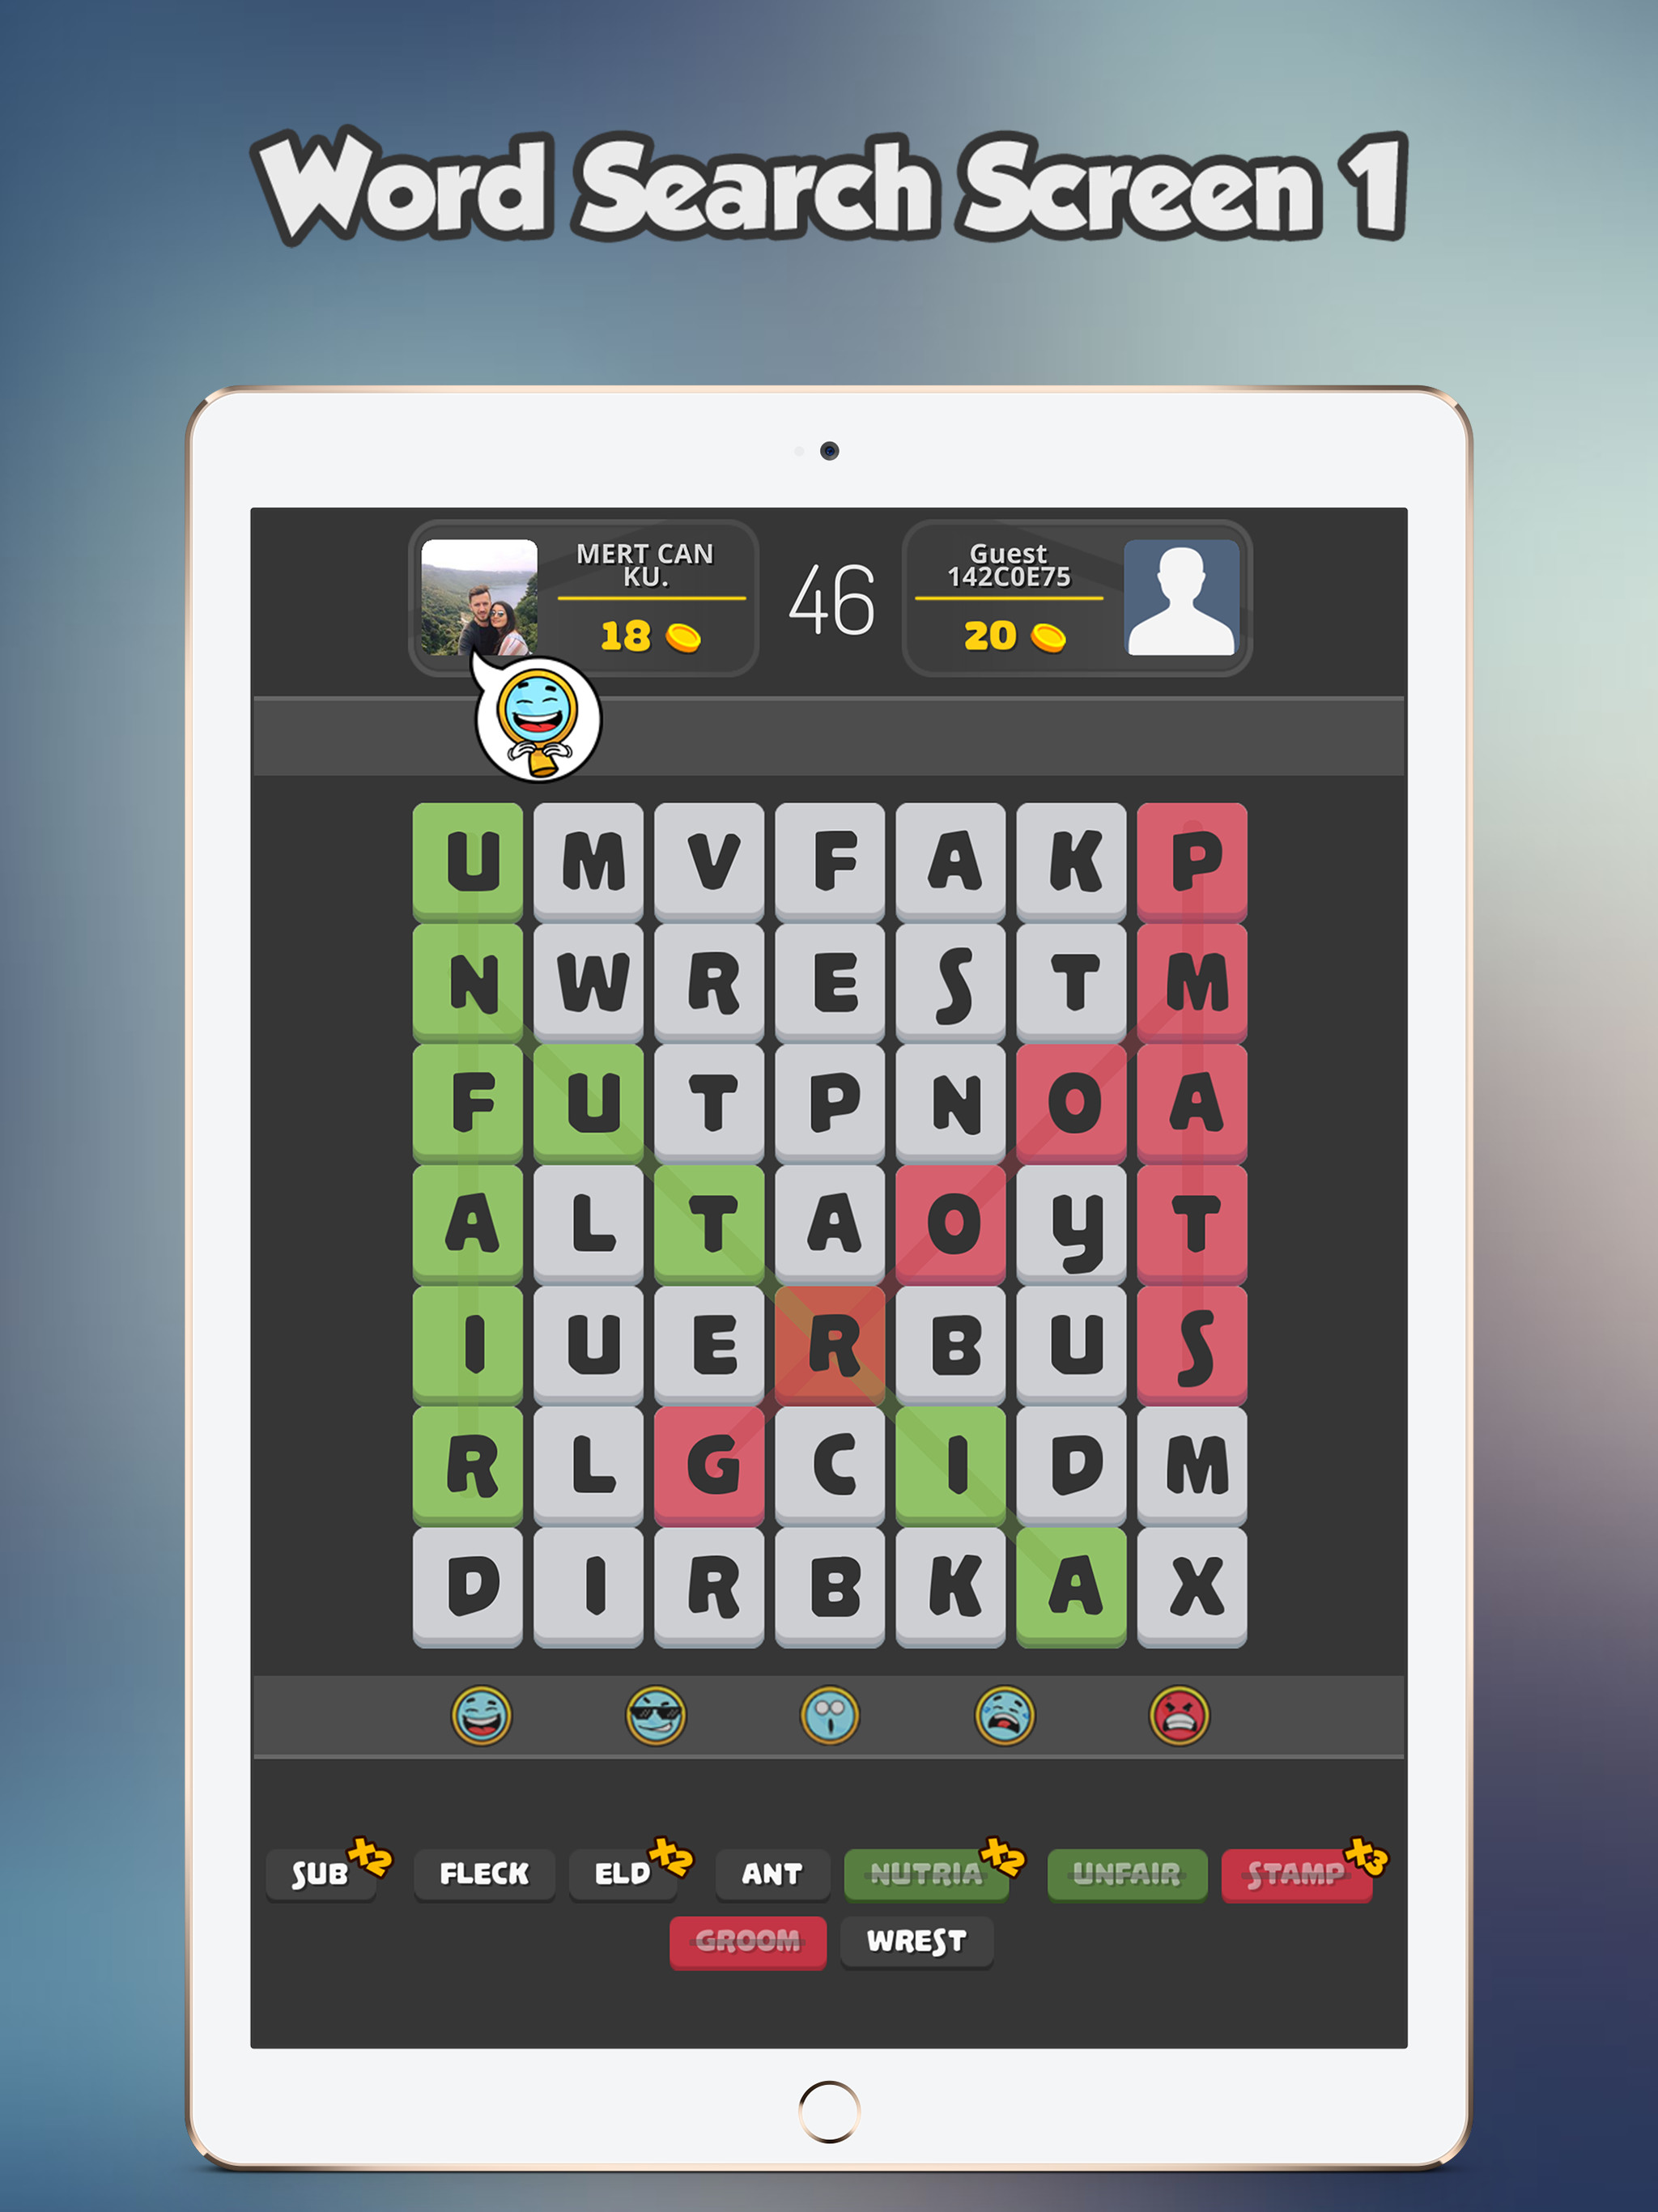 Word Search Screen 1
MERT CAN
KU.
18
46
Guest
142C0E75
20
U M V F A K P
N W R E S T M
F U T P N O A
A L T A O Y T
I U E R B U S
R L G C I D M
D I R B K A X
SUB X2 FLECK ELD X2 ANT NUTRIA X2 UNFAIR STAMP X3
GROOM WREST